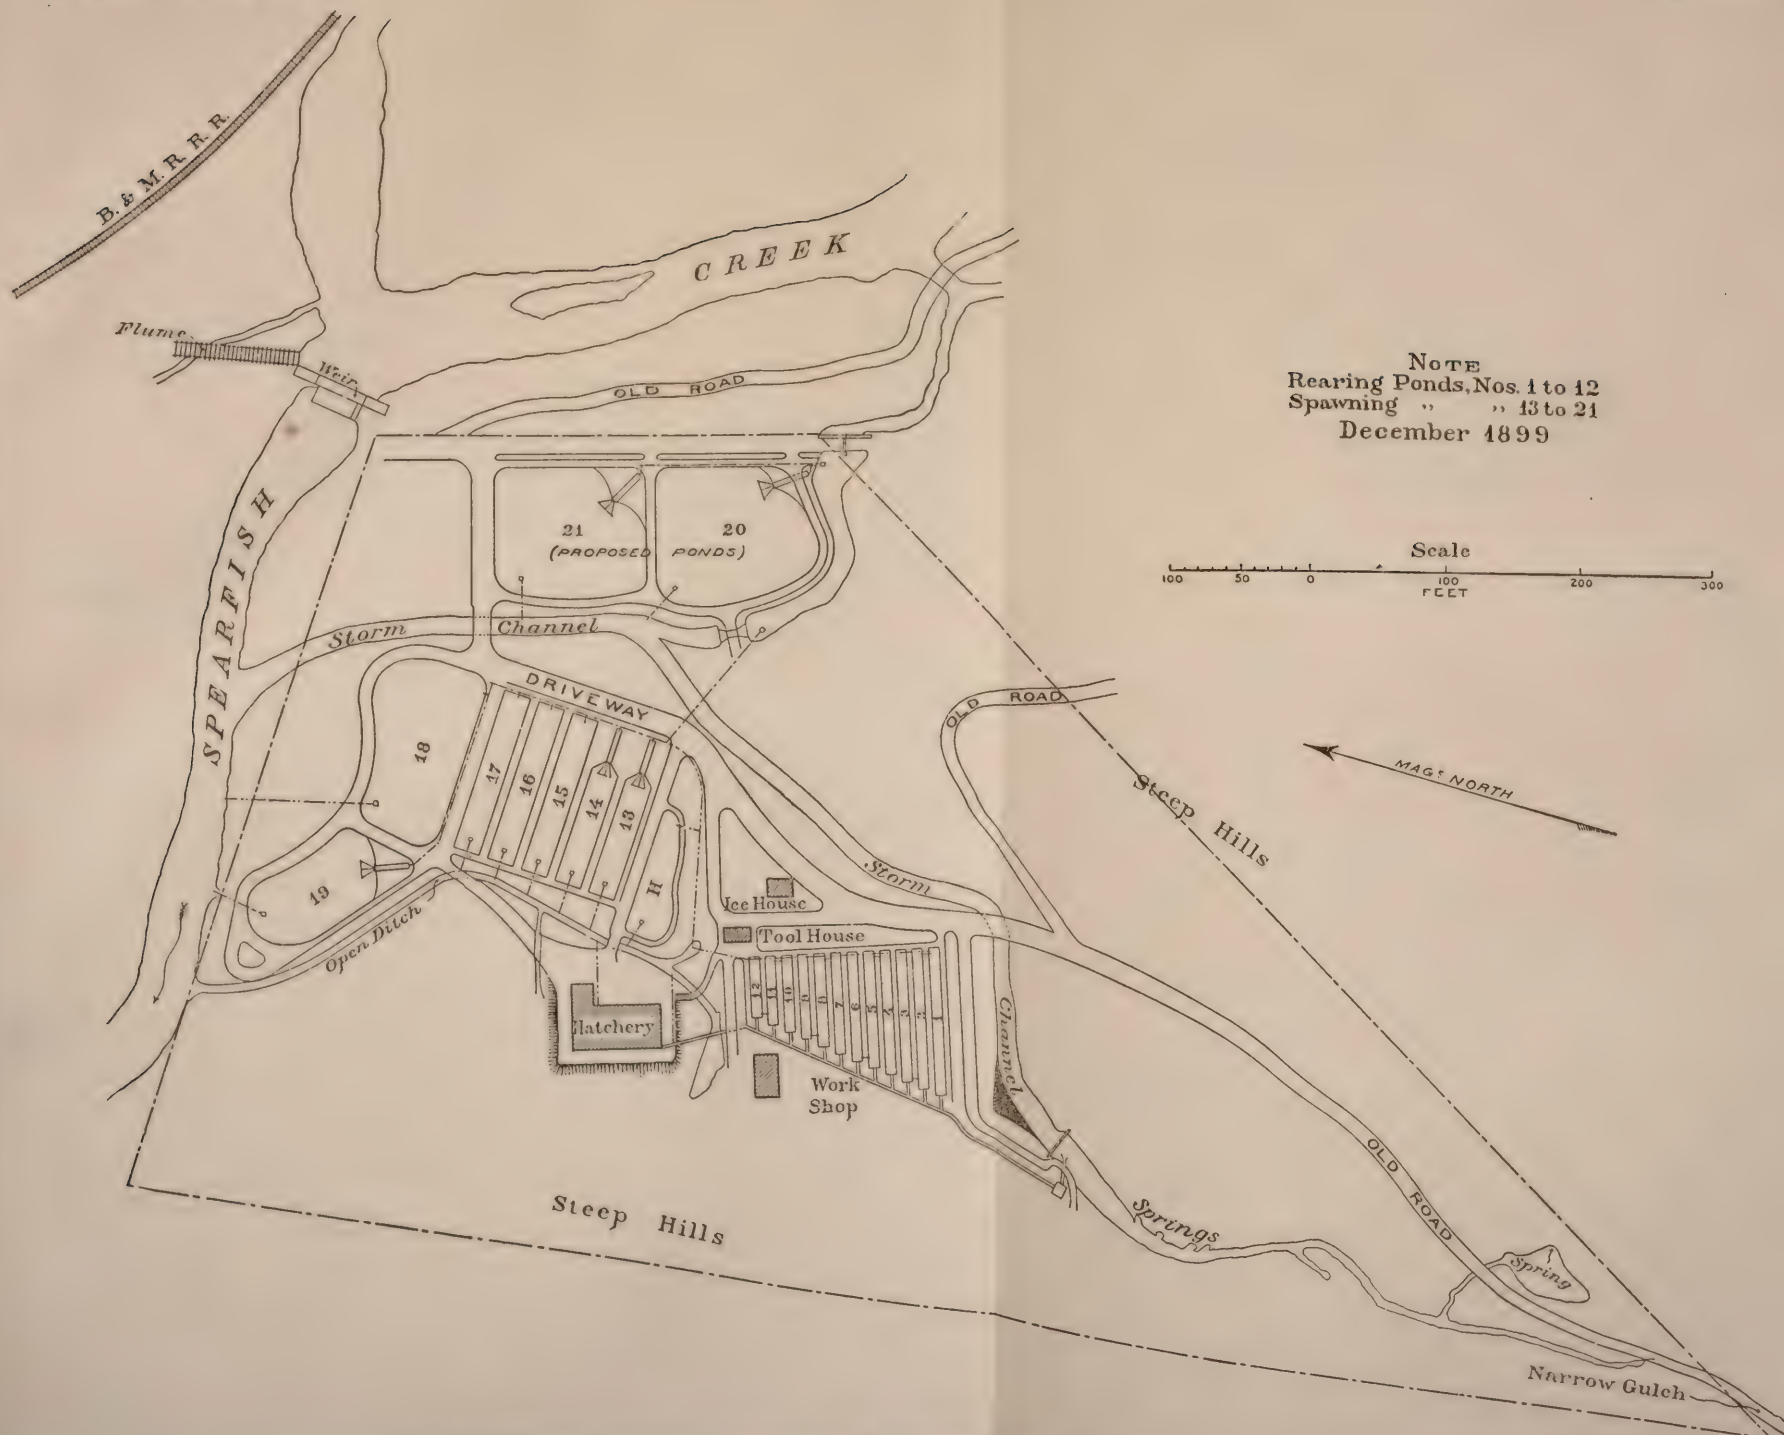 B. & M. R. R. R.
CREEK
Flume
Weir
OLD ROAD
NOTE
Rearing Ponds, Nos. 1 to 12
Spawning „ „ 13 to 21
December 1899
Scale
100 50 0 100 200 300
FEET
SPEARFISH
21 20
(PROPOSED PONDS)
Storm Channel
DRIVEWAY
OLD ROAD
MAGᵗ NORTH
Steep Hills
18
17
16
15
14
13
H
19
Open Ditch
Storm
Channel
Ice House
Tool House
12
11
10
9
8
7
6
5
4
3
2
1
Hatchery
Work
Shop
OLD ROAD
Steep Hills
Springs
Spring
Narrow Gulch